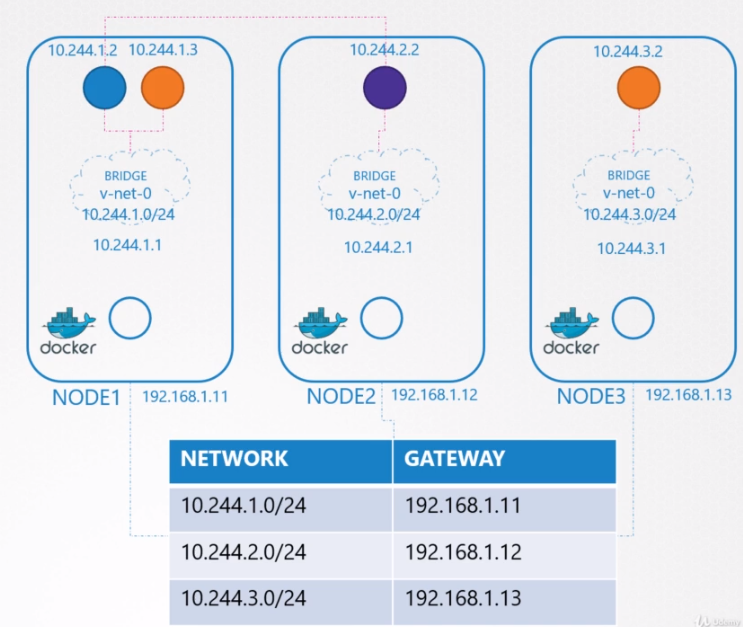 10.244.1.2 10.244.1.3
BRIDGE
v-net-0
10.244.1.0/24
10.244.1.1
docker
NODE1 192.168.1.11
10.244.2.2
BRIDGE
v-net-0
10.244.2.0/24
10.244.2.1
docker
NODE2 192.168.1.12
10.244.3.2
BRIDGE
v-net-0
10.244.3.0/24
10.244.3.1
docker
NODE3 192.168.1.13
NETWORK GATEWAY
10.244.1.0/24 192.168.1.11
10.244.2.0/24 192.168.1.12
10.244.3.0/24 192.168.1.13
Udemy